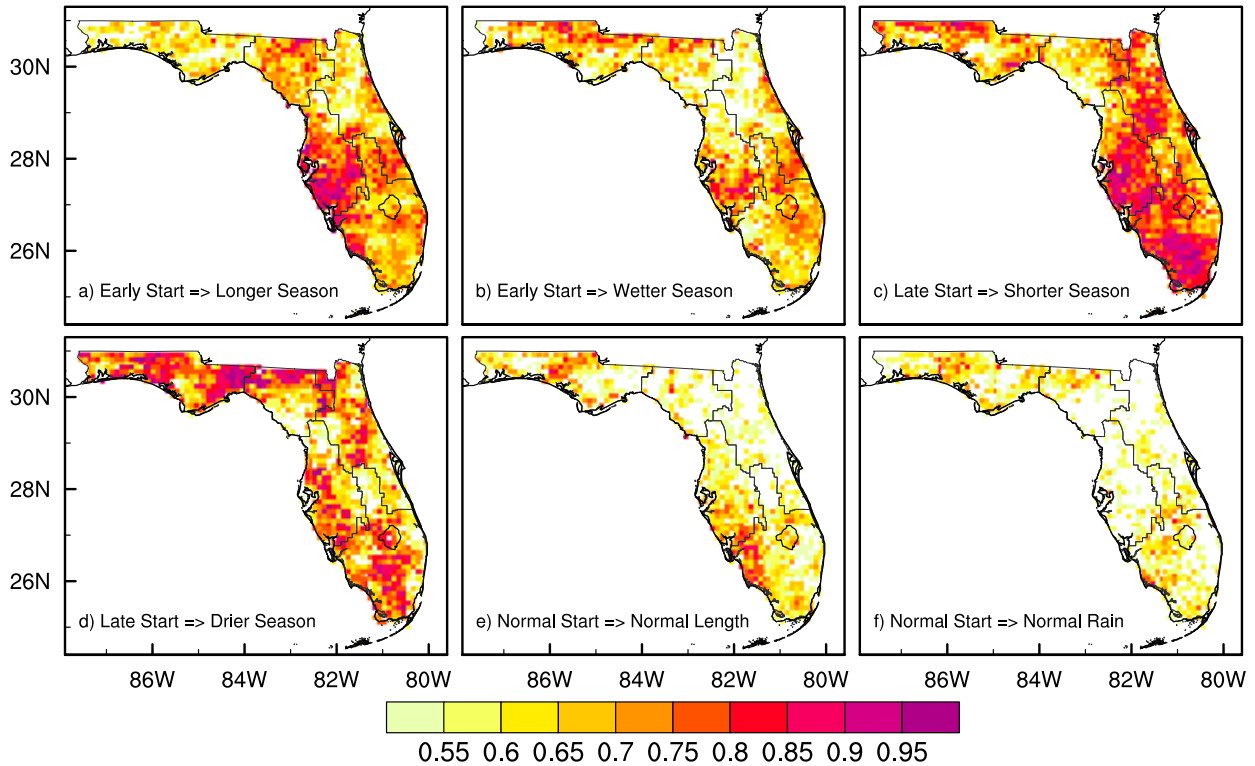 30N
28N
26N
a) Early Start => Longer Season
b) Early Start => Wetter Season
c) Late Start => Shorter Season
30N
28N
26N
d) Late Start => Drier Season
e) Normal Start => Normal Length
f) Normal Start => Normal Rain
86W 84W 82W 80W 86W 84W 82W 80W 86W 84W 82W 80W
0.55 0.6 0.65 0.7 0.75 0.8 0.85 0.9 0.95